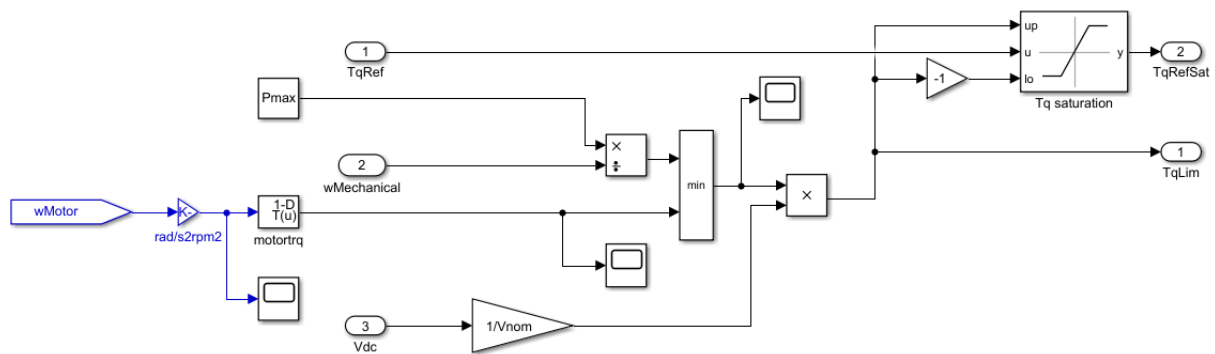 up
1
u
y
2
TqRef
TqRefSat
-1
lo
Pmax
Tq saturation
×
2
÷
min
1
wMechanical
TqLim
×
wMotor
K-
1-D
T(u)
rad/s2rpm2
motortrq
3
1/Vnom
Vdc